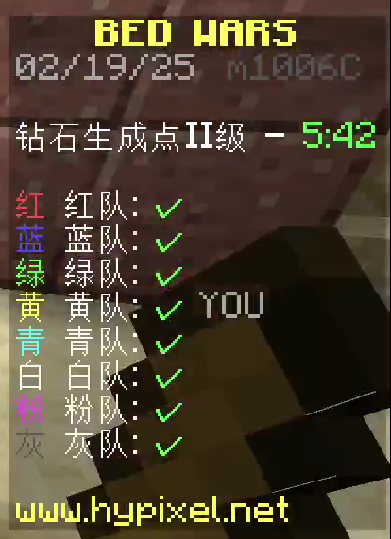 BED WARS
02/19/25 m1006C
钻石生成点II级 - 5:42
红 红队: ✓
蓝 蓝队: ✓
绿 绿队: ✓
黄 黄队: ✓ YOU
青 青队: ✓
白 白队: ✓
粉 粉队: ✓
灰 灰队: ✓
www.hypixel.net